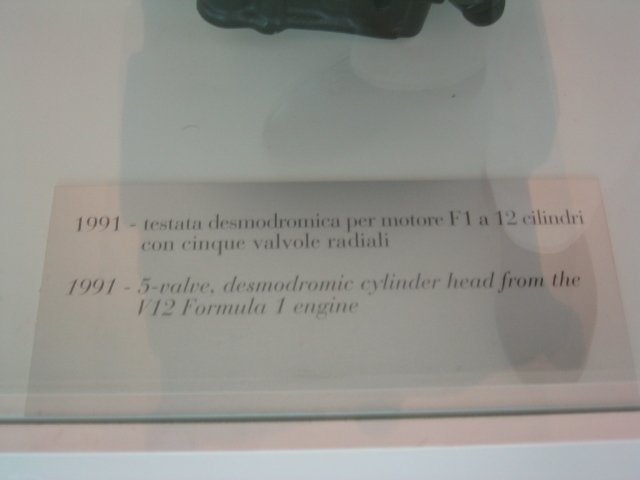 1991 - testata desmodromica per motore F1 a 12 cilindri
con cinque valvole radiali
1991 - 5-valve, desmodromic cylinder head from the
V12 Formula 1 engine